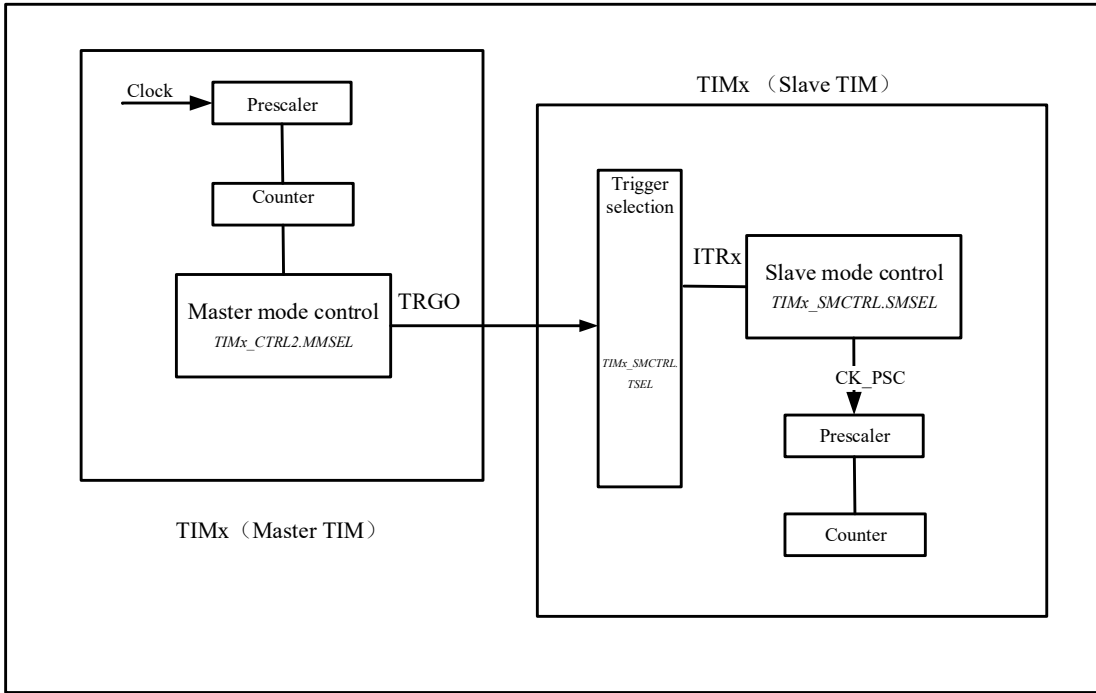 Clock
Prescaler
Counter
Master mode control
TIMx_CTRL2.MMSEL
TRGO
TIMx（Master TIM）
TIMx （Slave TIM）
Trigger
selection
TIMx_SMCTRL.
TSEL
ITRx
Slave mode control
TIMx_SMCTRL.SMSEL
CK_PSC
Prescaler
Counter